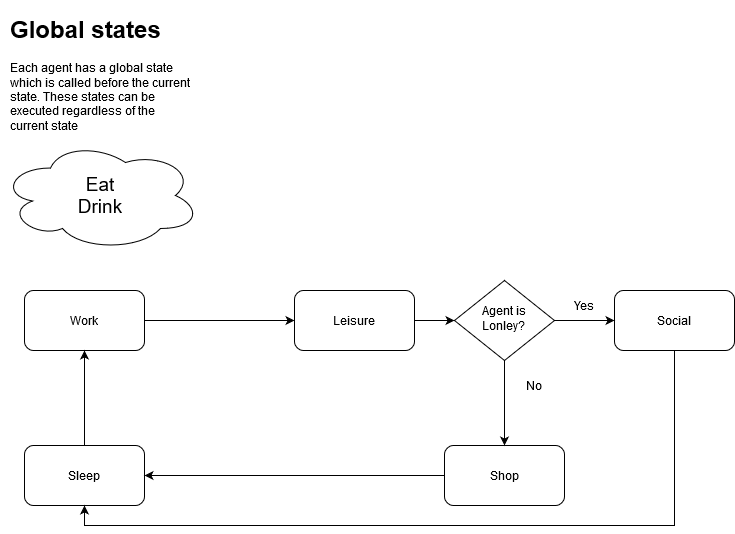 Global states
Each agent has a global state
which is called before the current
state. These states can be
executed regardless of the
current state
Eat
Drink
Work
Leisure
Agent is
Lonley?
Yes
Social
No
Sleep
Shop